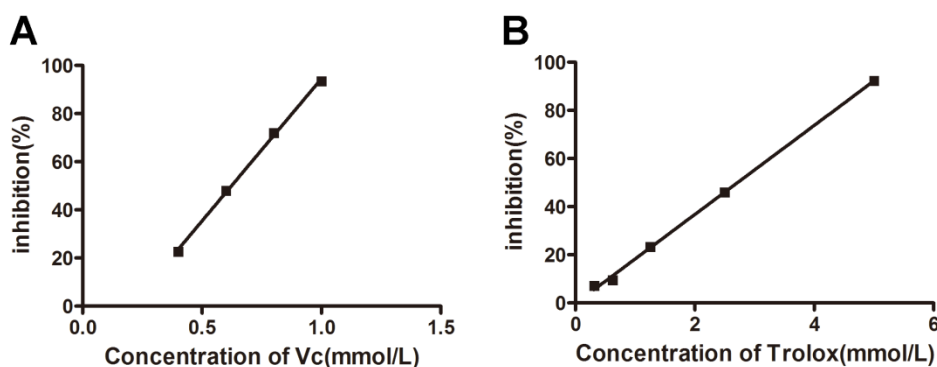 A
inhibition(%)
100
80
60
40
20
0
0.0 0.5 1.0 1.5
Concentration of Vc(mmol/L)
B
inhibition(%)
100
80
60
40
20
0
0 2 4 6
Concentration of Trolox(mmol/L)